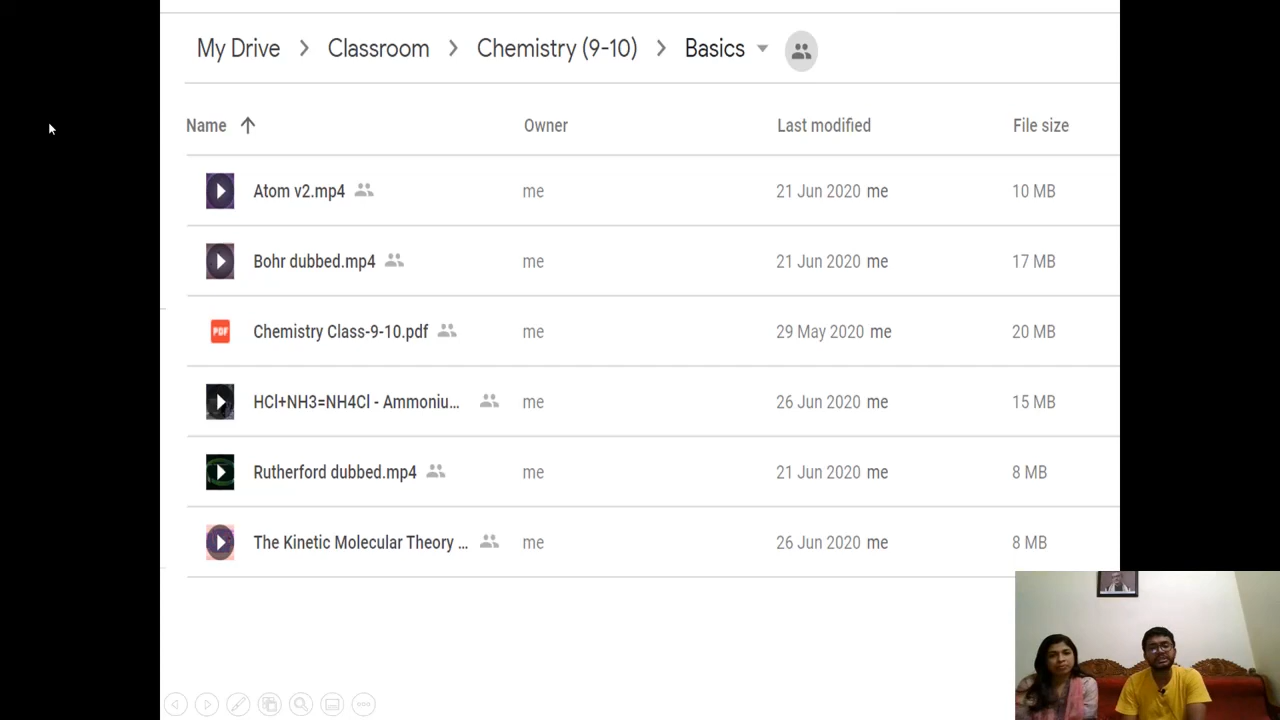 My Drive > Classroom > Chemistry (9-10) > Basics
Name Owner Last modified File size
Atom v2.mp4 me 21 Jun 2020 me 10 MB
Bohr dubbed.mp4 me 21 Jun 2020 me 17 MB
PDF Chemistry Class-9-10.pdf me 29 May 2020 me 20 MB
HCl+NH3=NH4Cl - Ammoniu... me 26 Jun 2020 me 15 MB
Rutherford dubbed.mp4 me 21 Jun 2020 me 8 MB
The Kinetic Molecular Theory ... me 26 Jun 2020 me 8 MB